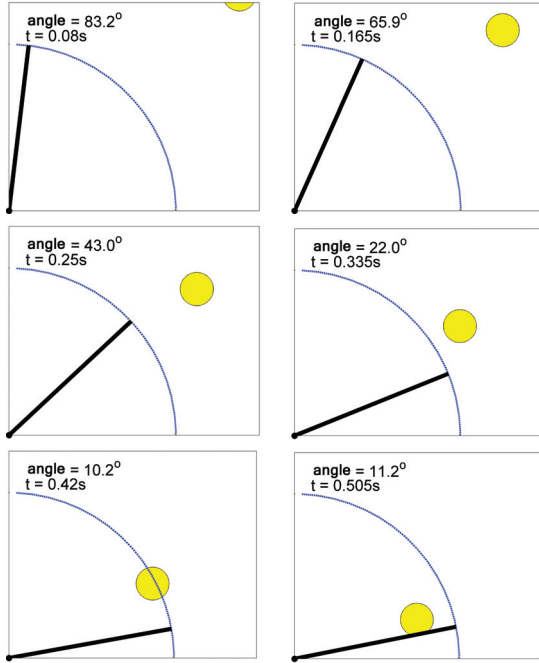 angle = 83.2°
t = 0.08s
angle = 65.9°
t = 0.165s
angle = 43.0°
t = 0.25s
angle = 22.0°
t = 0.335s
angle = 10.2°
t = 0.42s
angle = 11.2°
t = 0.505s